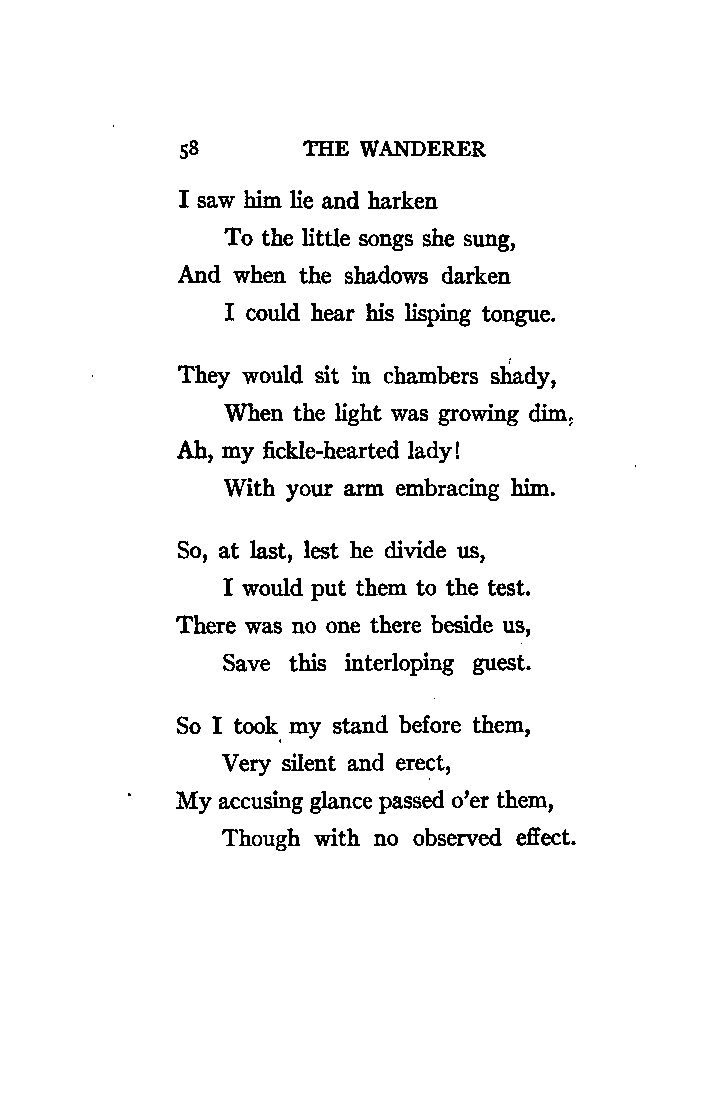 58 THE WANDERER
I saw him lie and harken
To the little songs she sung,
And when the shadows darken
I could hear his lisping tongue.
They would sit in chambers shady,
When the light was growing dim,
Ah, my fickle-hearted lady!
With your arm embracing him.
So, at last, lest he divide us,
I would put them to the test.
There was no one there beside us,
Save this interloping guest.
So I took my stand before them,
Very silent and erect,
My accusing glance passed o'er them,
Though with no observed effect.